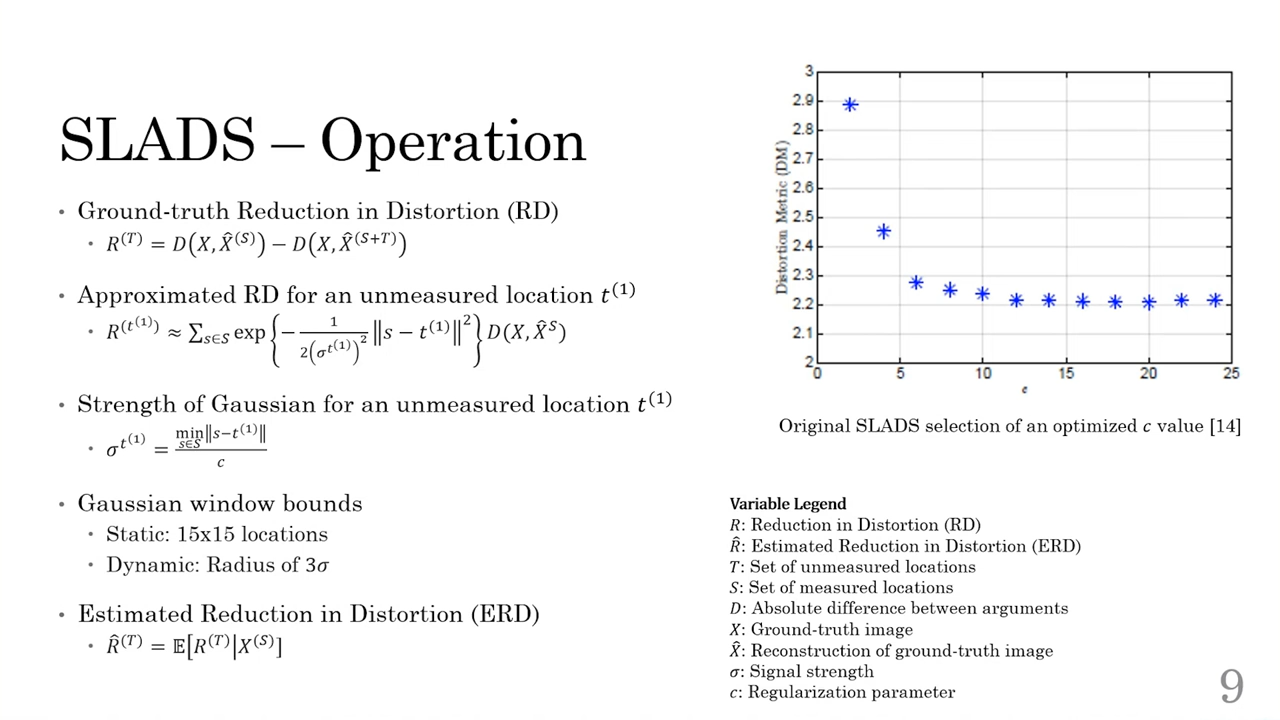 SLADS – Operation
• Ground-truth Reduction in Distortion (RD)
• R^(T) = D(X, X̂^(S)) − D(X, X̂^(S+T))
• Approximated RD for an unmeasured location t^(1)
• R^(t^(1)) ≈ ∑_{s∈S} exp{−1/(2(σ^{t^(1)})^2) ‖s − t^(1)‖^2} D(X, X̂^S)
• Strength of Gaussian for an unmeasured location t^(1)
• σ^{t^(1)} = min_{s∈S}‖s−t^(1)‖ / c
• Gaussian window bounds
• Static: 15x15 locations
• Dynamic: Radius of 3σ
• Estimated Reduction in Distortion (ERD)
• R̂^(T) = 𝔼[R^(T)|X^(S)]
Distortion Metric (DM)
3
2.9
2.8
2.7
2.6
2.5
2.4
2.3
2.2
2.1
2
0 5 10 15 20 25
c
Original SLADS selection of an optimized c value [14]
Variable Legend
R: Reduction in Distortion (RD)
R̂: Estimated Reduction in Distortion (ERD)
T: Set of unmeasured locations
S: Set of measured locations
D: Absolute difference between arguments
X: Ground-truth image
X̂: Reconstruction of ground-truth image
σ: Signal strength
c: Regularization parameter
9